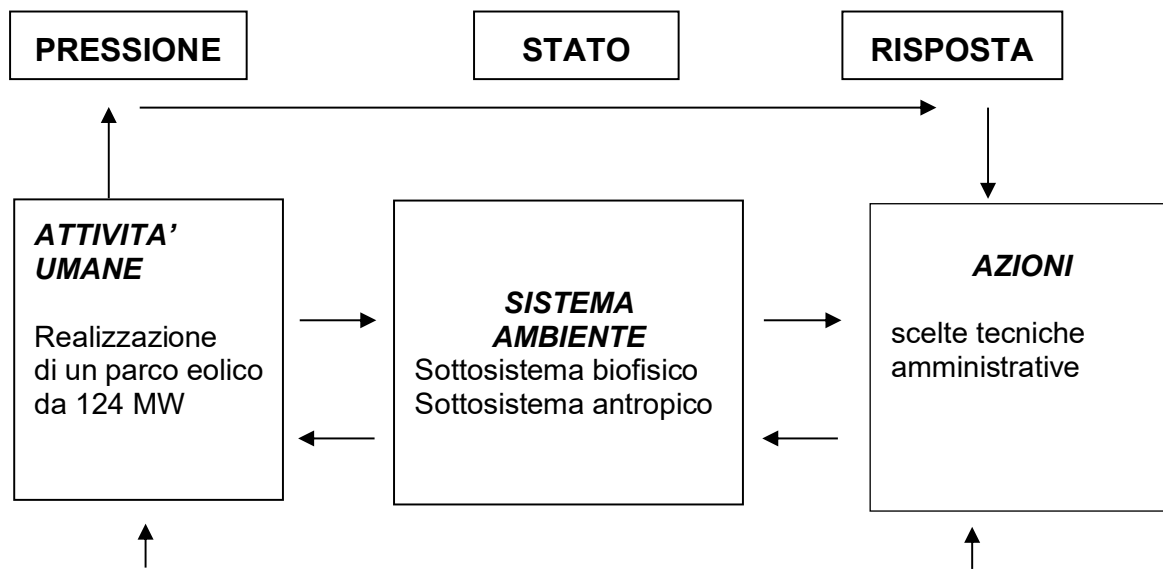 PRESSIONE
STATO
RISPOSTA
ATTIVITA’
UMANE
Realizzazione
di un parco eolico
da 124 MW
SISTEMA
AMBIENTE
Sottosistema biofisico
Sottosistema antropico
AZIONI
scelte tecniche
amministrative